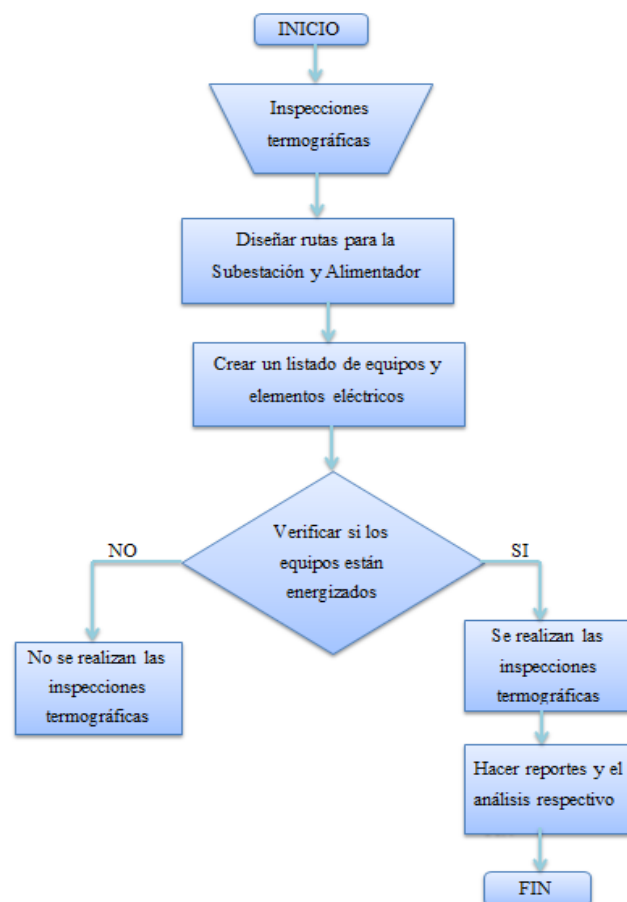 INICIO
Inspecciones
termográficas
Diseñar rutas para la
Subestación y Alimentador
Crear un listado de equipos y
elementos eléctricos
Verificar si los
equipos están
energizados
NO
SI
No se realizan las
inspecciones
termográficas
Se realizan las
inspecciones
termográficas
Hacer reportes y el
análisis respectivo
FIN